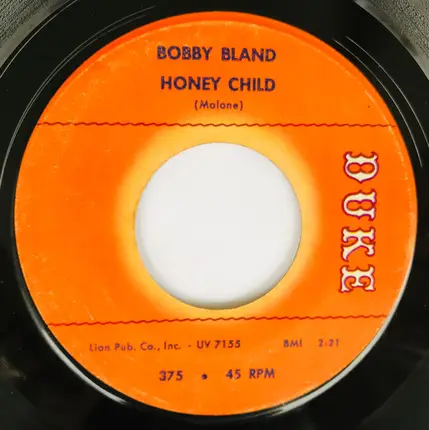 BOBBY BLAND
HONEY CHILD
(Malone)
DUKE
Lion Pub. Co., Inc. - UV 7155 BMI 2:21
375 • 45 RPM